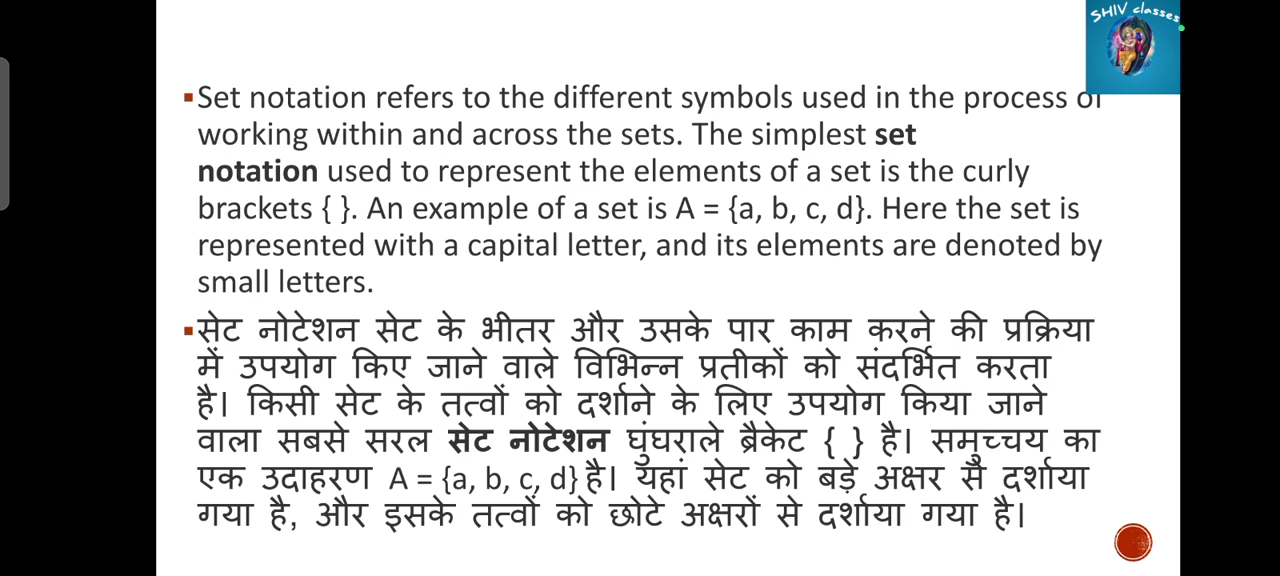 SHIV classes
▪Set notation refers to the different symbols used in the process of
working within and across the sets. The simplest set
notation used to represent the elements of a set is the curly
brackets { }. An example of a set is A = {a, b, c, d}. Here the set is
represented with a capital letter, and its elements are denoted by
small letters.
▪सेट नोटेशन सेट के भीतर और उसके पार काम करने की प्रक्रिया
में उपयोग किए जाने वाले विभिन्न प्रतीकों को संदर्भित करता
है। किसी सेट के तत्वों को दर्शाने के लिए उपयोग किया जाने
वाला सबसे सरल सेट नोटेशन घुंघराले ब्रैकेट { } है। समुच्चय का
एक उदाहरण A = {a, b, c, d} है। यहां सेट को बड़े अक्षर से दर्शाया
गया है, और इसके तत्वों को छोटे अक्षरों से दर्शाया गया है।